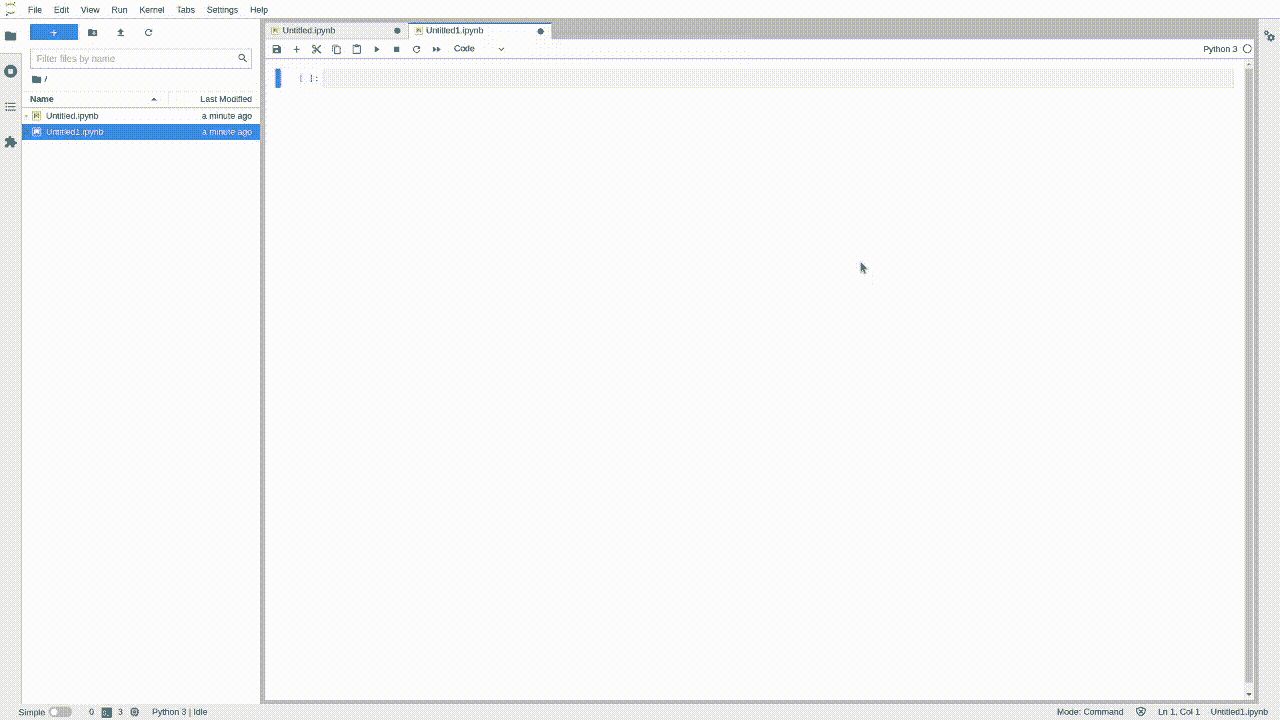 File Edit View Run Kernel Tabs Settings Help
Untitled.ipynb Untitled1.ipynb
Code Python 3
Filter files by name
/
[ ]:
Name Last Modified
Untitled.ipynb a minute ago
Untitled1.ipynb a minute ago
Simple 0 3 Python 3 | Idle Mode: Command Ln 1, Col 1 Untitled1.ipynb